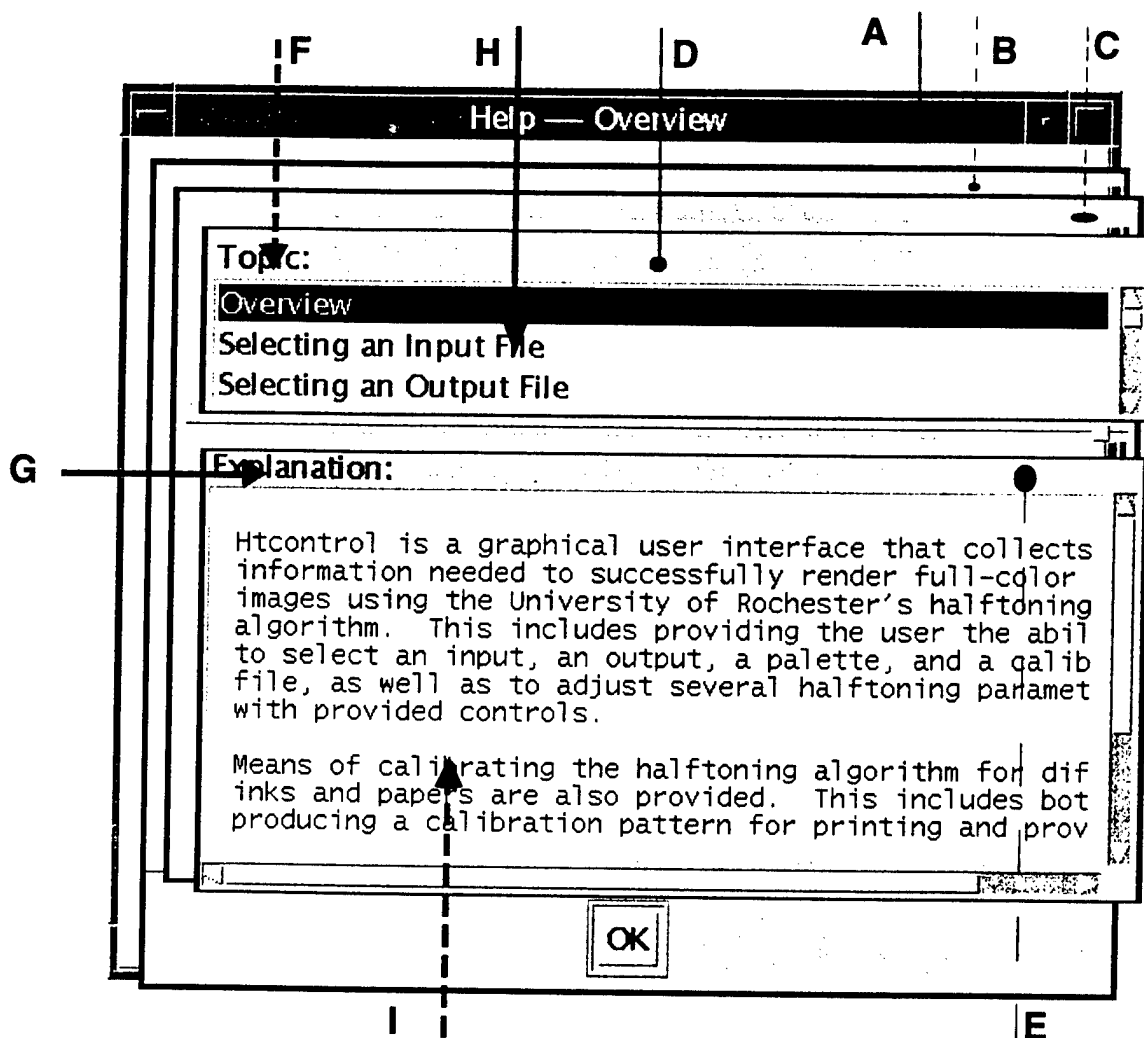 F H D A B C
Help — Overview
Topic:
Overview
Selecting an Input File
Selecting an Output File
G
Explanation:
Htcontrol is a graphical user interface that collects
information needed to successfully render full-color
images using the University of Rochester's halftoning
algorithm. This includes providing the user the abil
to select an input, an output, a palette, and a calib
file, as well as to adjust several halftoning paramet
with provided controls.
Means of calibrating the halftoning algorithm for dif
inks and papers are also provided. This includes bot
producing a calibration pattern for printing and prov
OK
I E